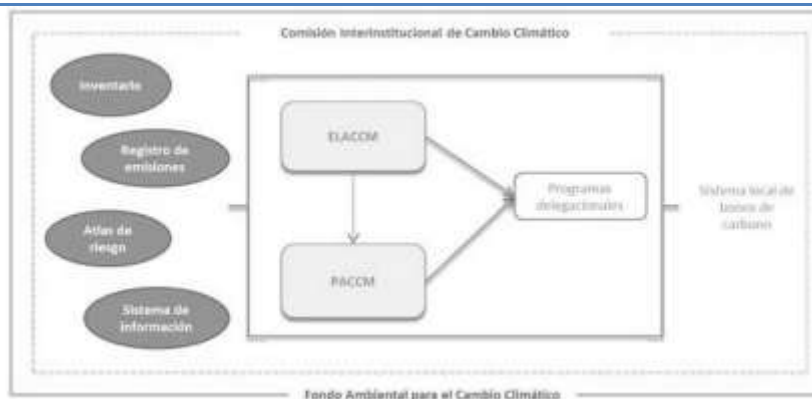 Comisión Interinstitucional de Cambio Climático
Inventario
Registro de
emisiones
Atlas de
riesgo
Sistema de
información
ELACCM
PACCM
Programas
delegacionales
Sistema local de
bonos de
carbono
Fondo Ambiental para el Cambio Climático